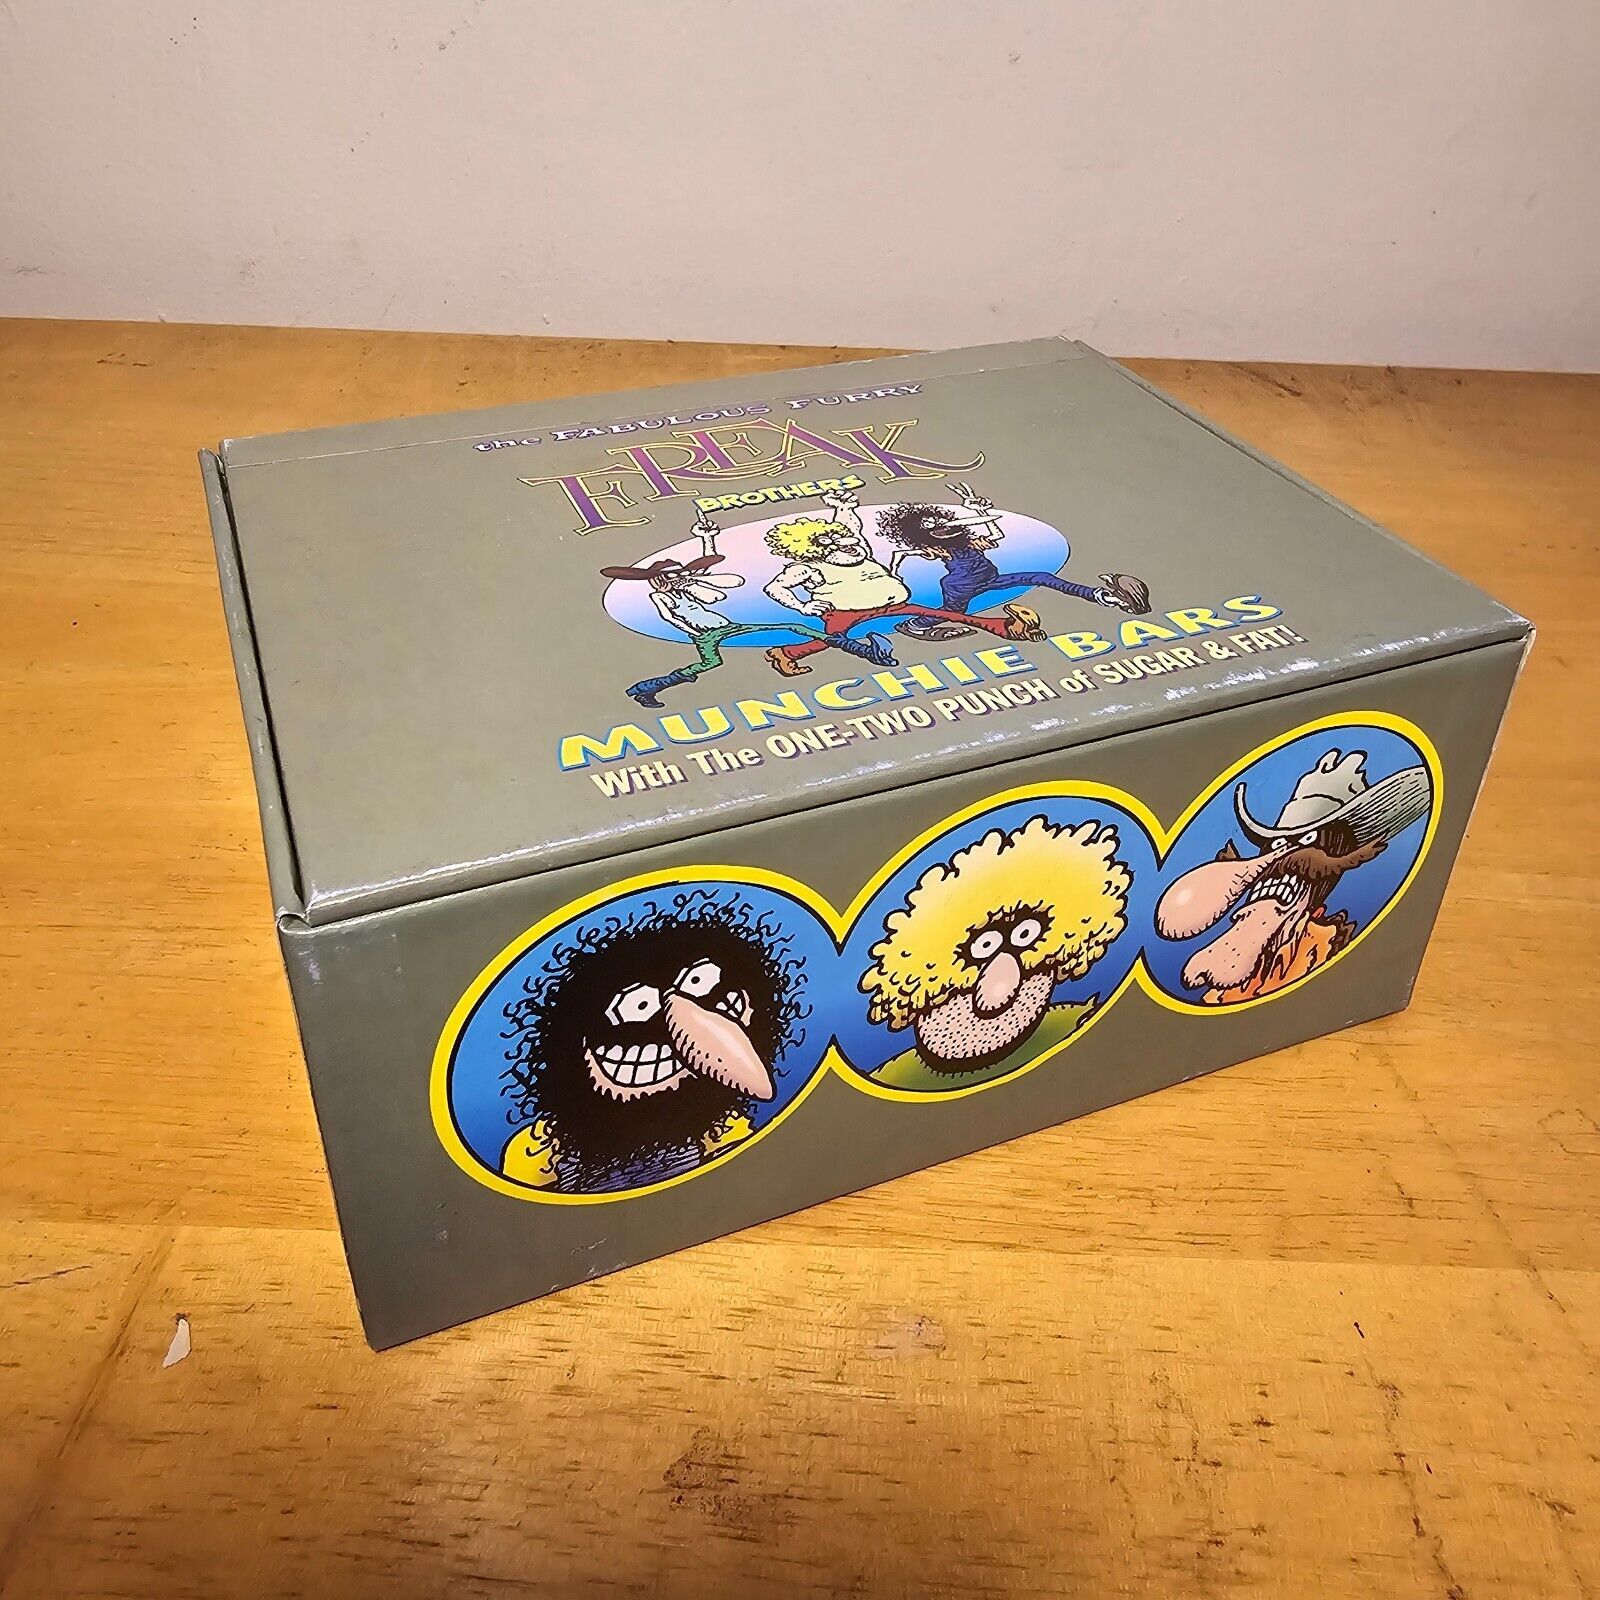 the FABULOUS FURRY
FREAK
BROTHERS
MUNCHIE BARS
With The ONE-TWO PUNCH of SUGAR & FAT!